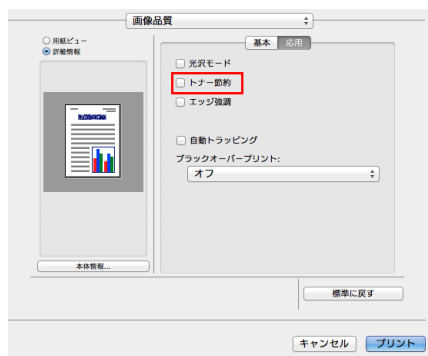 画像品質
用紙ビュー
詳細情報
基本 応用
光沢モード
トナー節約
エッジ強調
自動トラッピング
ブラックオーバープリント:
オフ
本体情報...
標準に戻す
キャンセル プリント